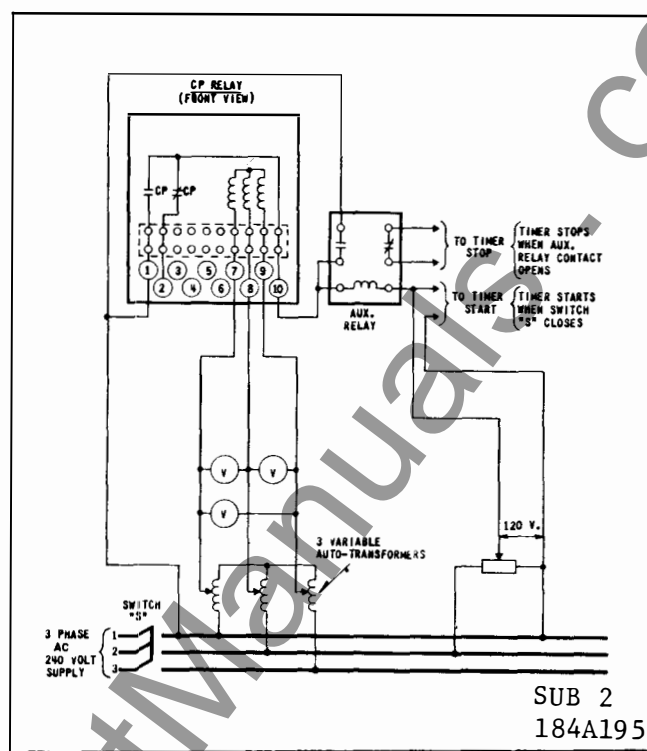 CP RELAY
(FRONT VIEW)
CP
CP
1
2
3
4
5
6
7
8
9
10
AUX.
RELAY
TO TIMER
STOP
TIMER STOPS
WHEN AUX.
RELAY CONTACT
OPENS
TO TIMER
START
TIMER STARTS
WHEN SWITCH
"S" CLOSES
V
V
V
120 V.
3 VARIABLE
AUTO-TRANSFORMERS
SWITCH
"S"
3 PHASE
AC
240 VOLT
SUPPLY
1
2
3
SUB 2
184A195